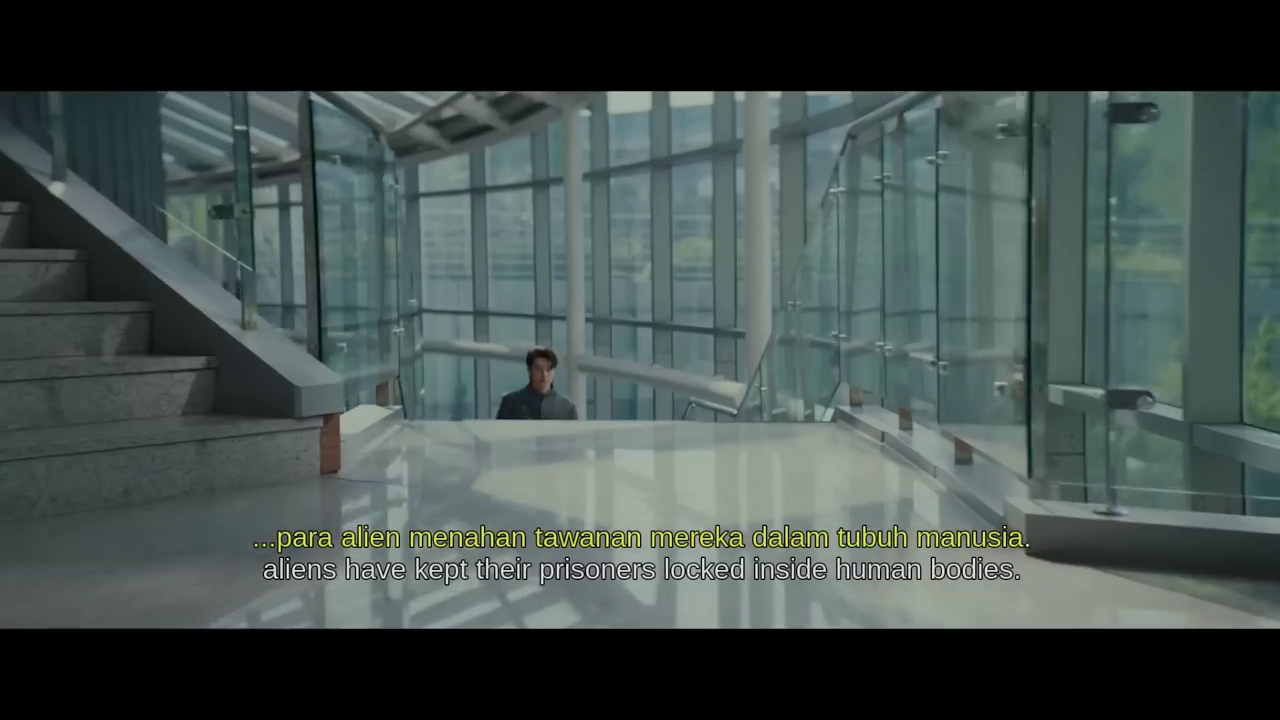 ...para alien menahan tawanan mereka dalam tubuh manusia.
aliens have kept their prisoners locked inside human bodies.